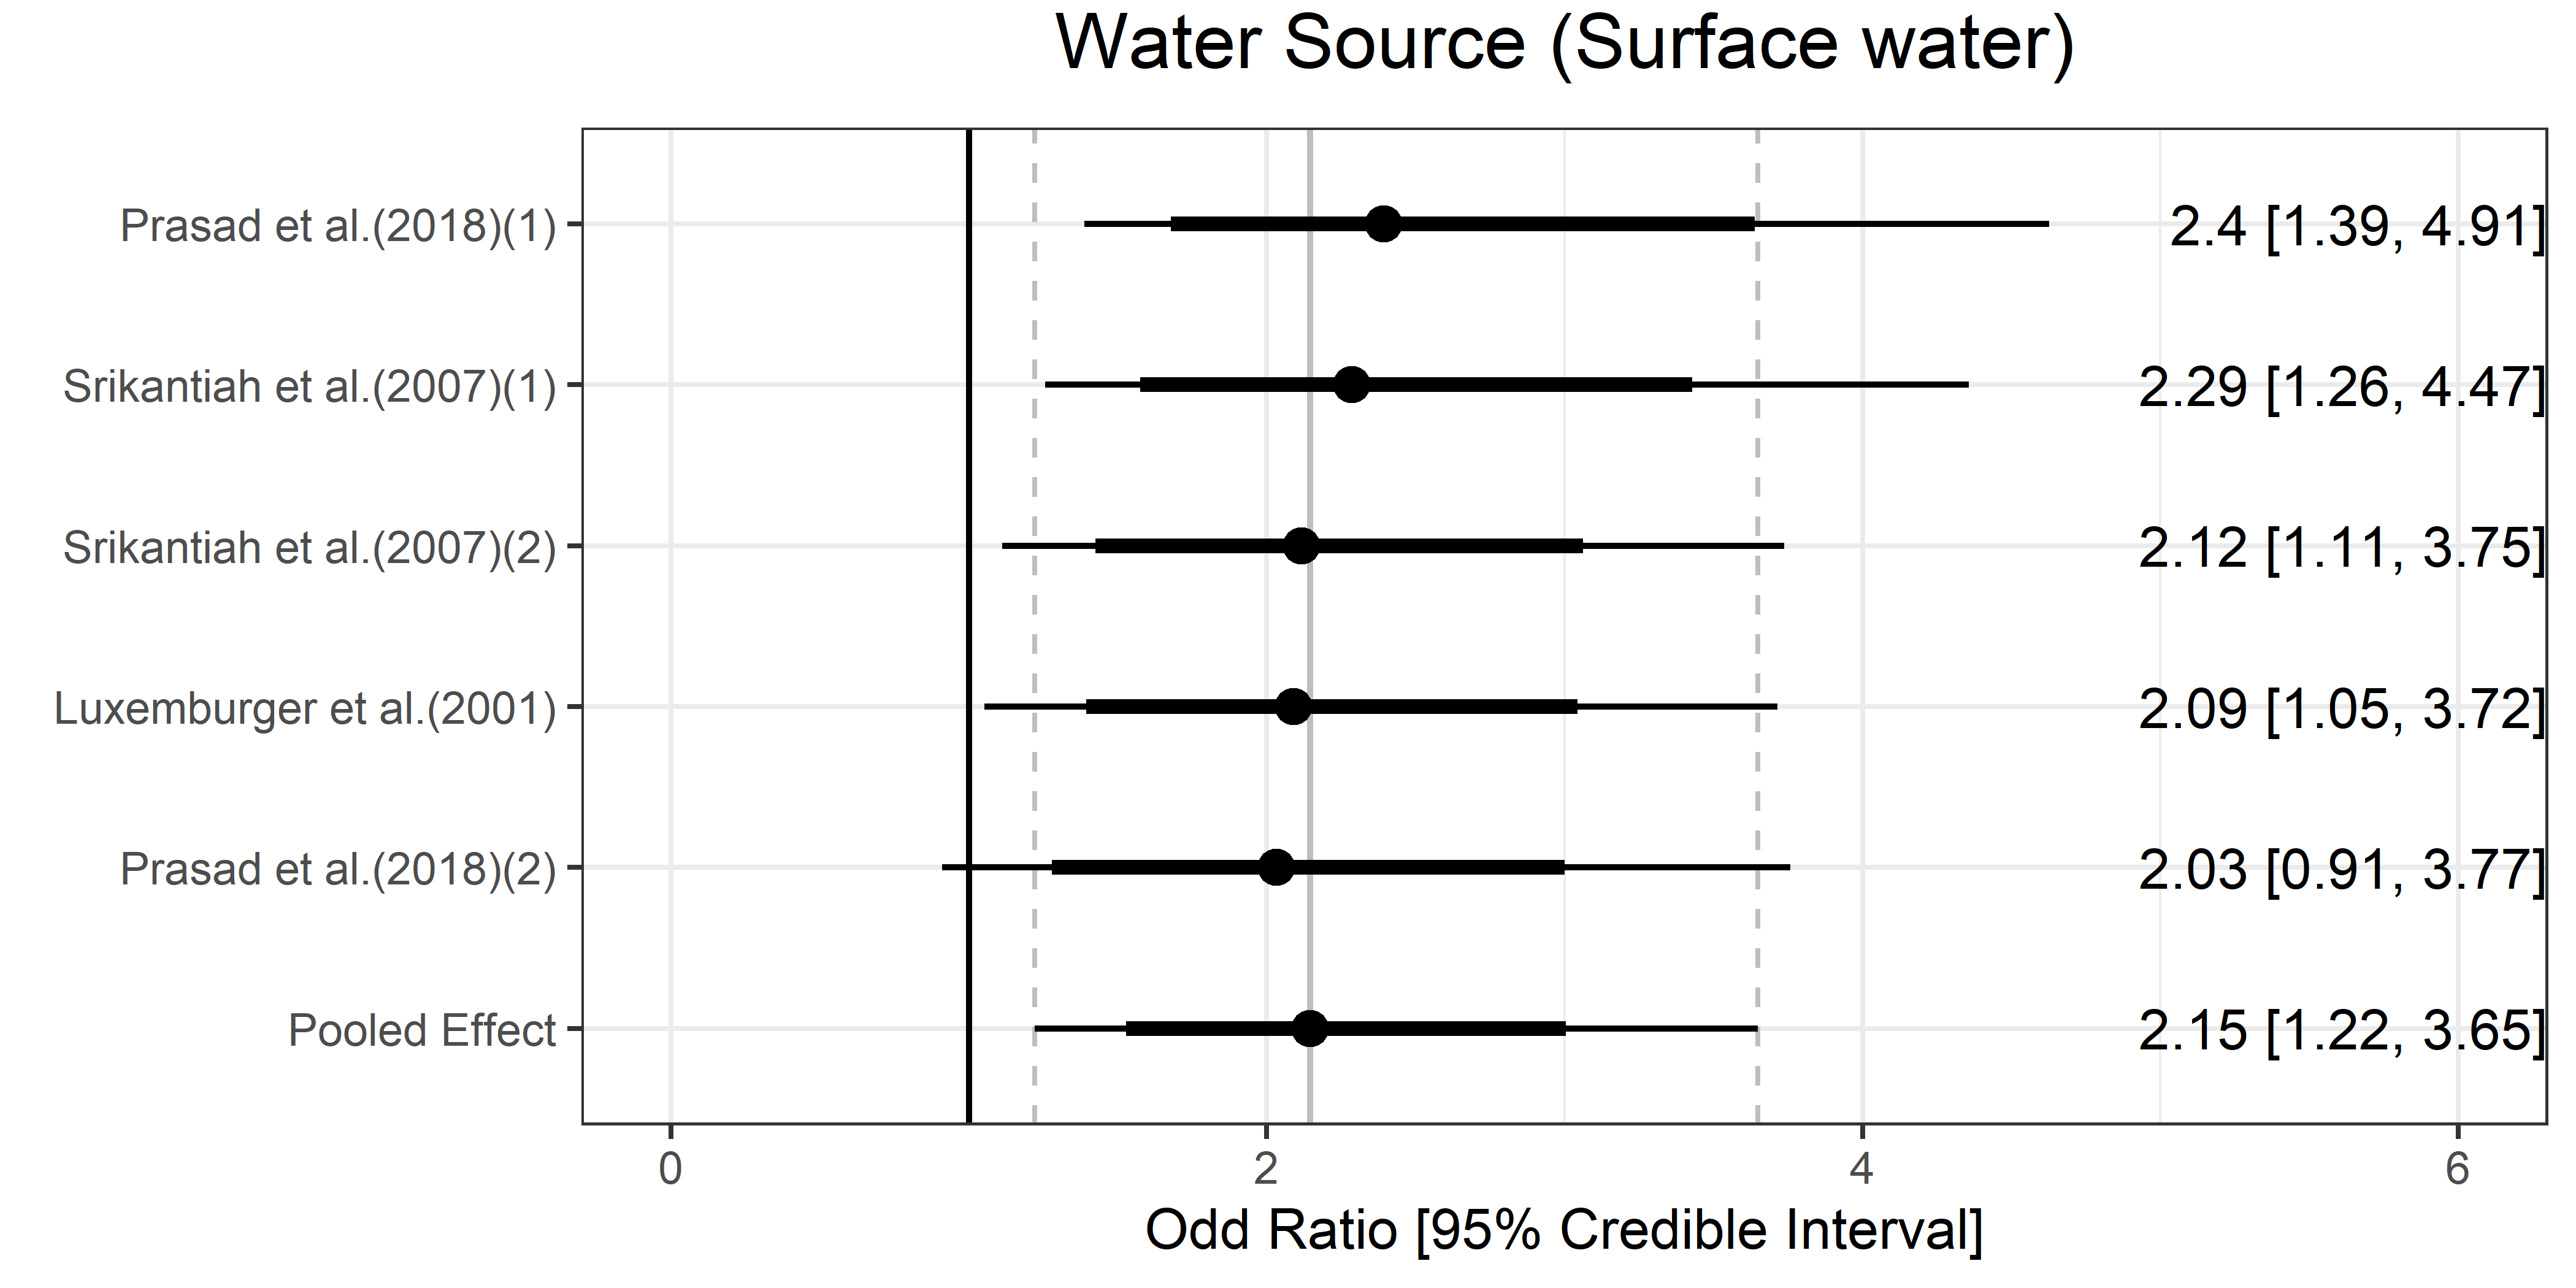 Water Source (Surface water)
Prasad et al.(2018)(1) 2.4 [1.39, 4.91]
Srikantiah et al.(2007)(1) 2.29 [1.26, 4.47]
Srikantiah et al.(2007)(2) 2.12 [1.11, 3.75]
Luxemburger et al.(2001) 2.09 [1.05, 3.72]
Prasad et al.(2018)(2) 2.03 [0.91, 3.77]
Pooled Effect 2.15 [1.22, 3.65]
0 2 4 6
Odd Ratio [95% Credible Interval]